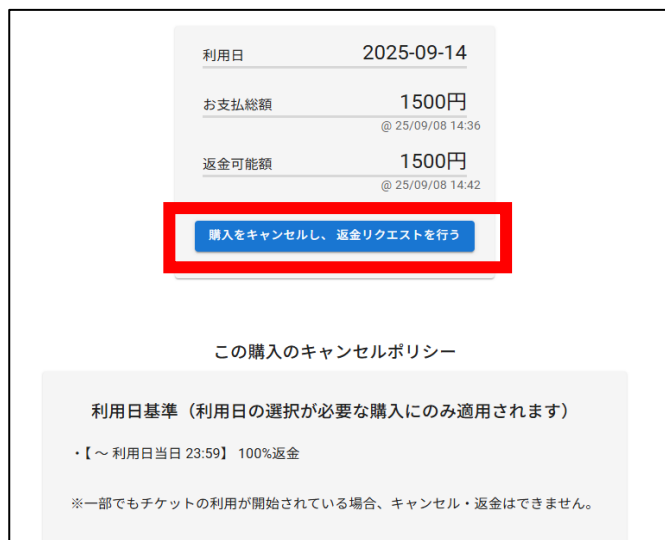 利用日 2025-09-14
お支払総額 1500円
@ 25/09/08 14:36
返金可能額 1500円
@ 25/09/08 14:42
購入をキャンセルし、 返金リクエストを行う
この購入のキャンセルポリシー
利用日基準（利用日の選択が必要な購入にのみ適用されます）
・【 ～ 利用日当日 23:59】 100%返金
※一部でもチケットの利用が開始されている場合、キャンセル・返金はできません。